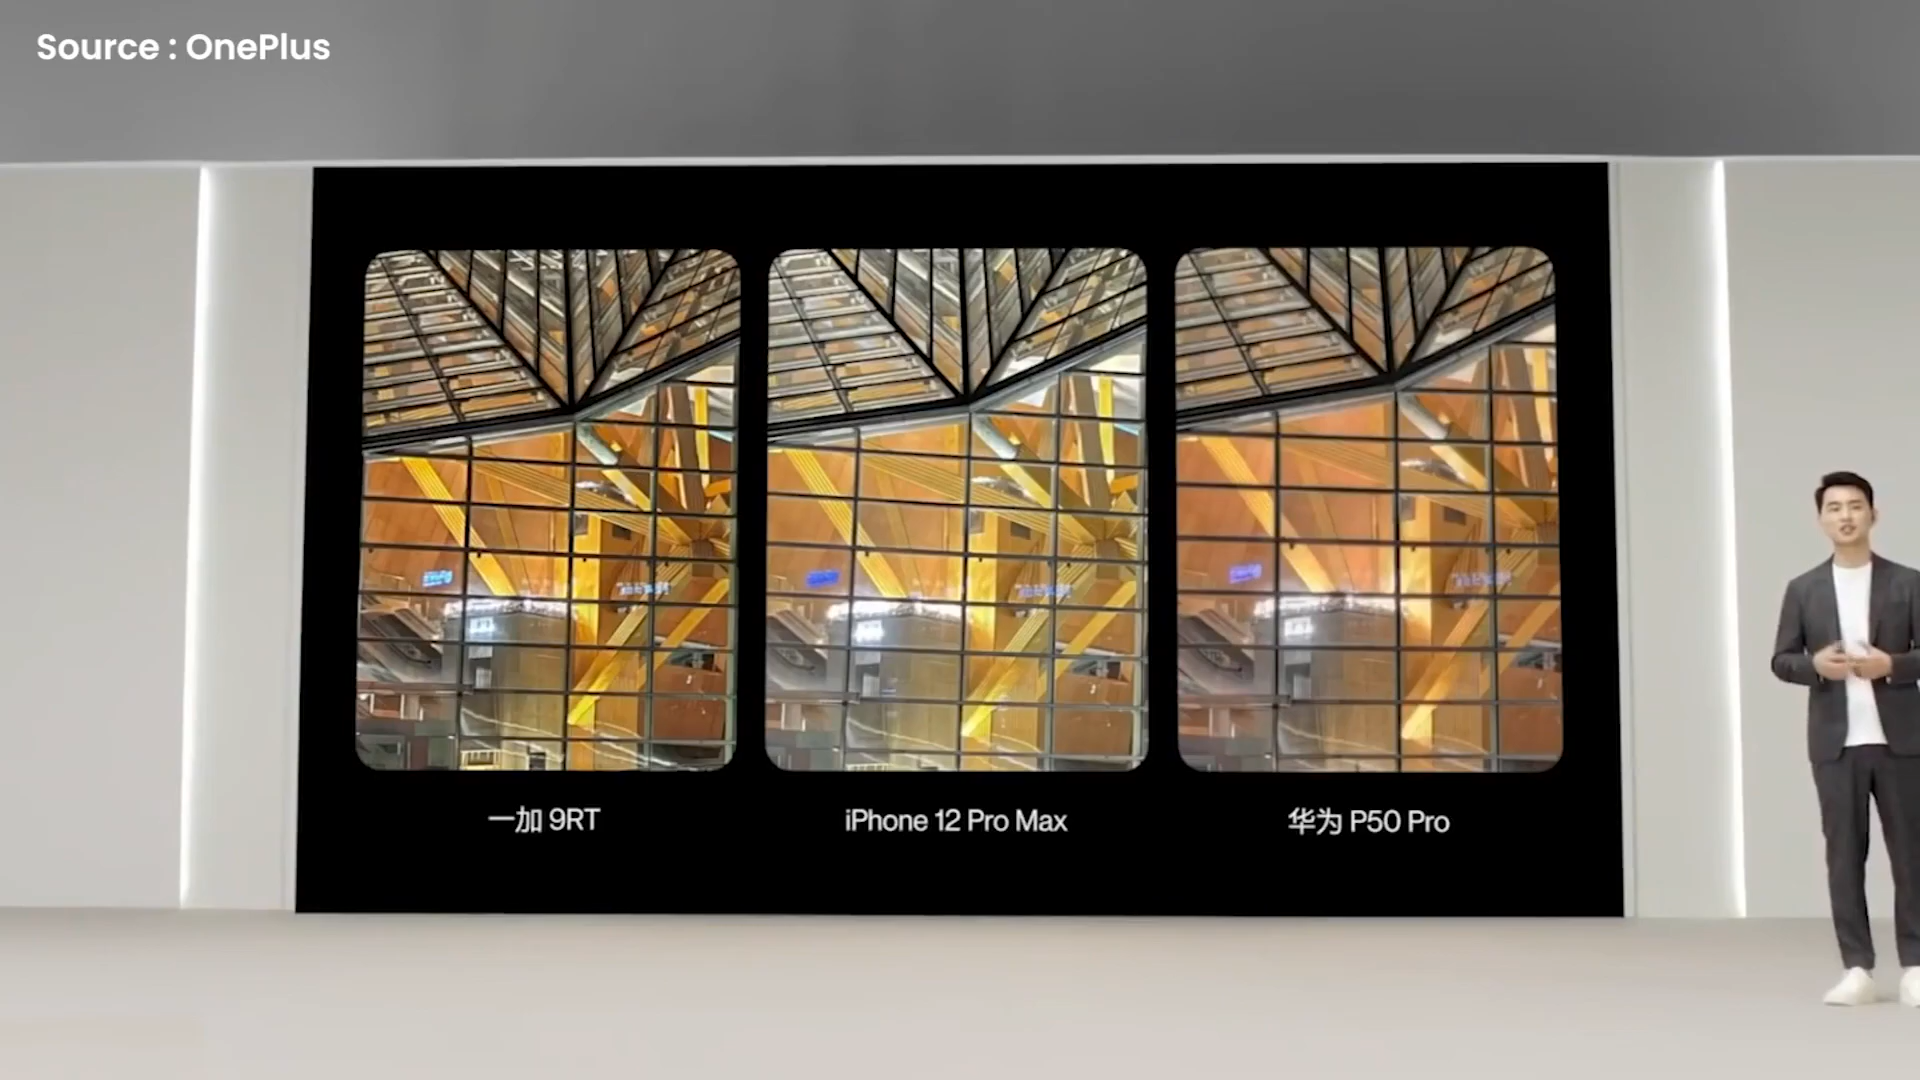 Source : OnePlus
一加 9RT
iPhone 12 Pro Max
华为 P50 Pro